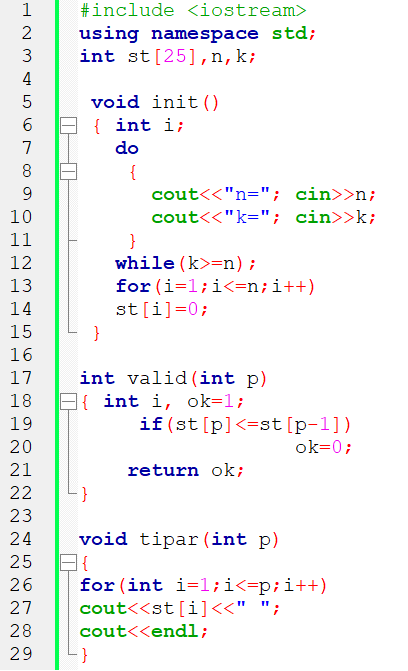 1 #include <iostream>
2 using namespace std;
3 int st[25],n,k;
4
5 void init()
6 { int i;
7 do
8 {
9 cout<<"n="; cin>>n;
10 cout<<"k="; cin>>k;
11 }
12 while(k>=n);
13 for(i=1;i<=n;i++)
14 st[i]=0;
15 }
16
17 int valid(int p)
18 { int i, ok=1;
19 if(st[p]<=st[p-1])
20 ok=0;
21 return ok;
22 }
23
24 void tipar(int p)
25 {
26 for(int i=1;i<=p;i++)
27 cout<<st[i]<<" ";
28 cout<<endl;
29 }